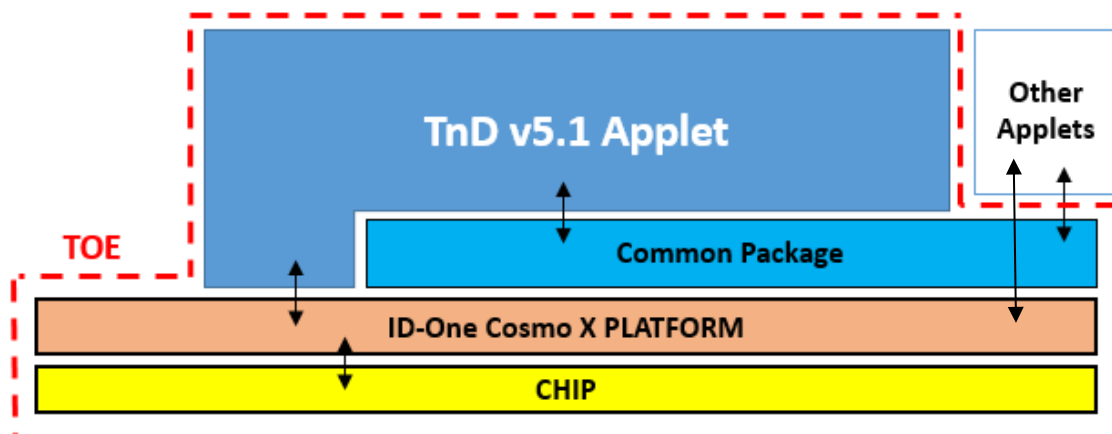 TnD v5.1 Applet
Other
Applets
TOE
Common Package
ID-One Cosmo X PLATFORM
CHIP